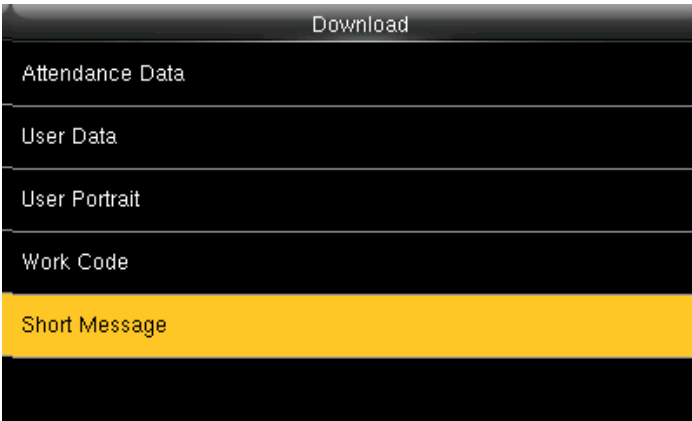 Download
Attendance Data
User Data
User Portrait
Work Code
Short Message